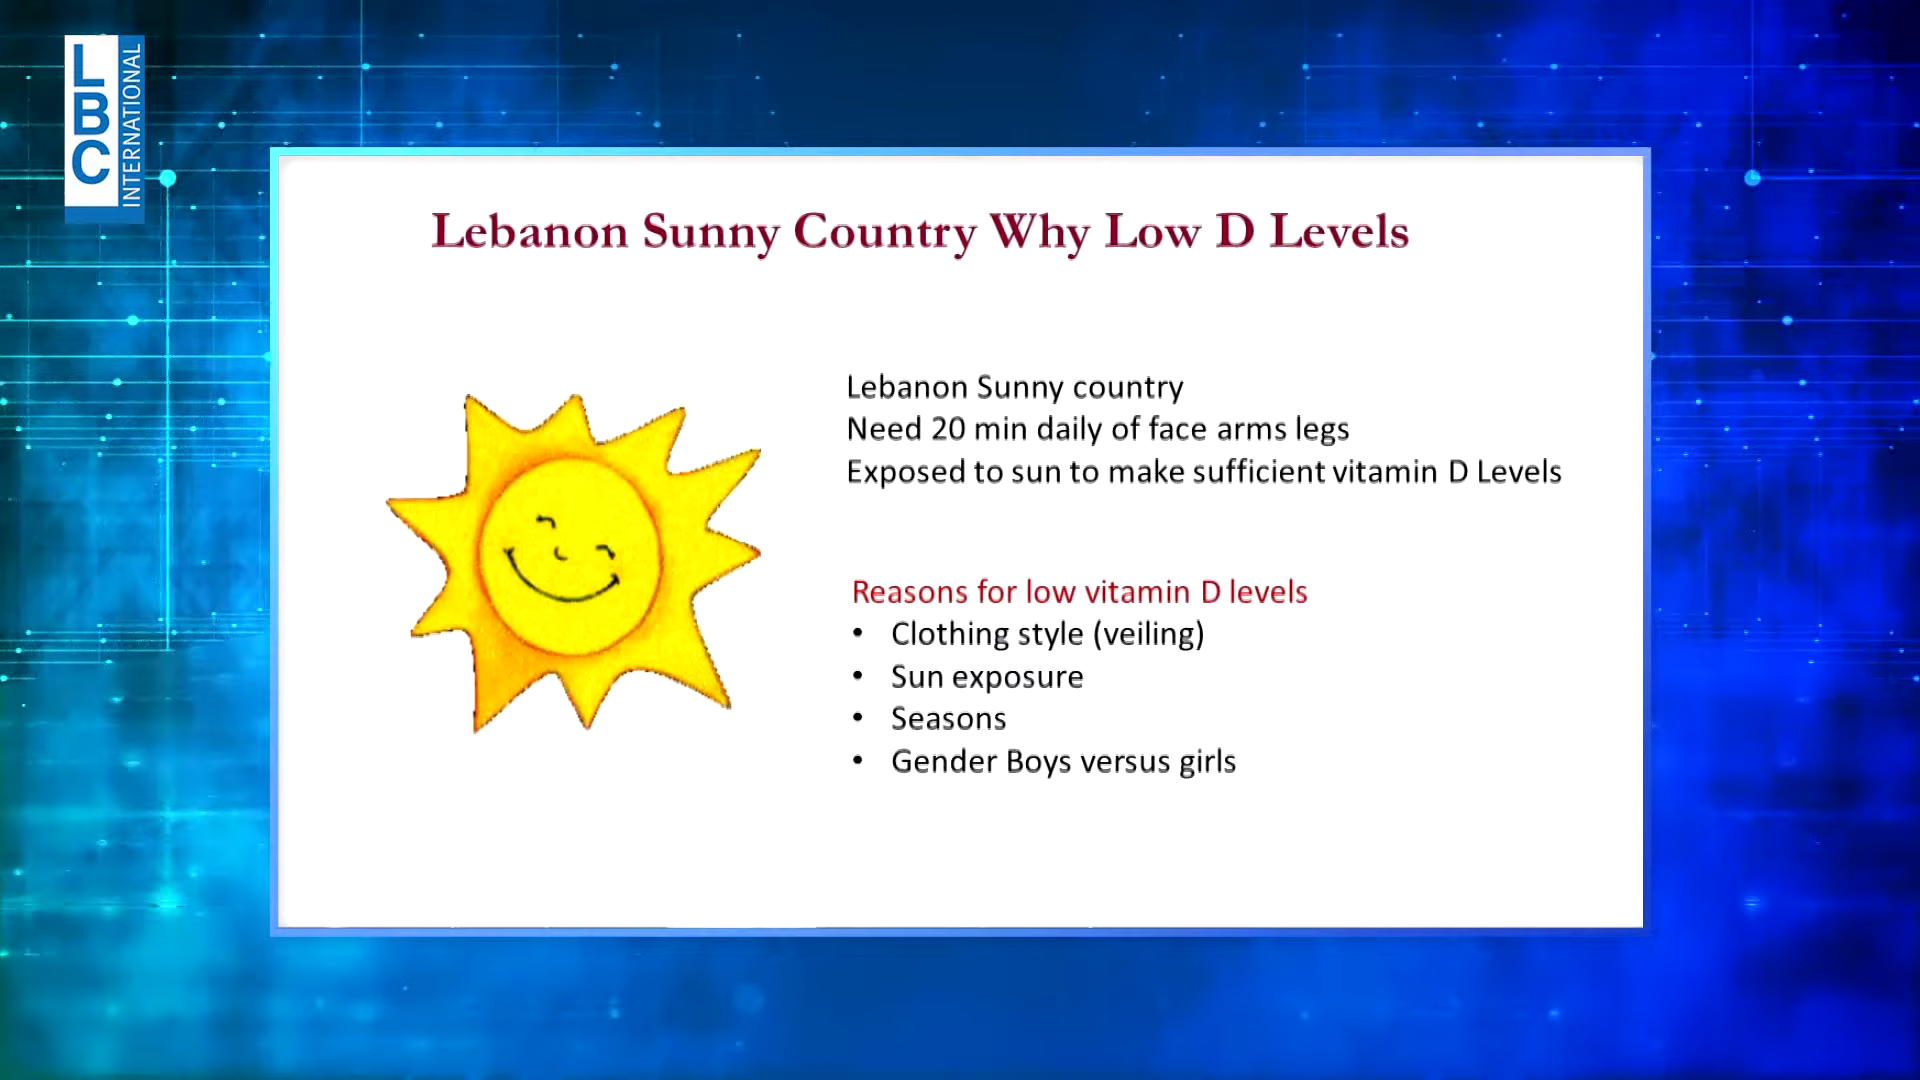 LBC
INTERNATIONAL
Lebanon Sunny Country Why Low D Levels
Lebanon Sunny country
Need 20 min daily of face arms legs
Exposed to sun to make sufficient vitamin D Levels
Reasons for low vitamin D levels
• Clothing style (veiling)
• Sun exposure
• Seasons
• Gender Boys versus girls